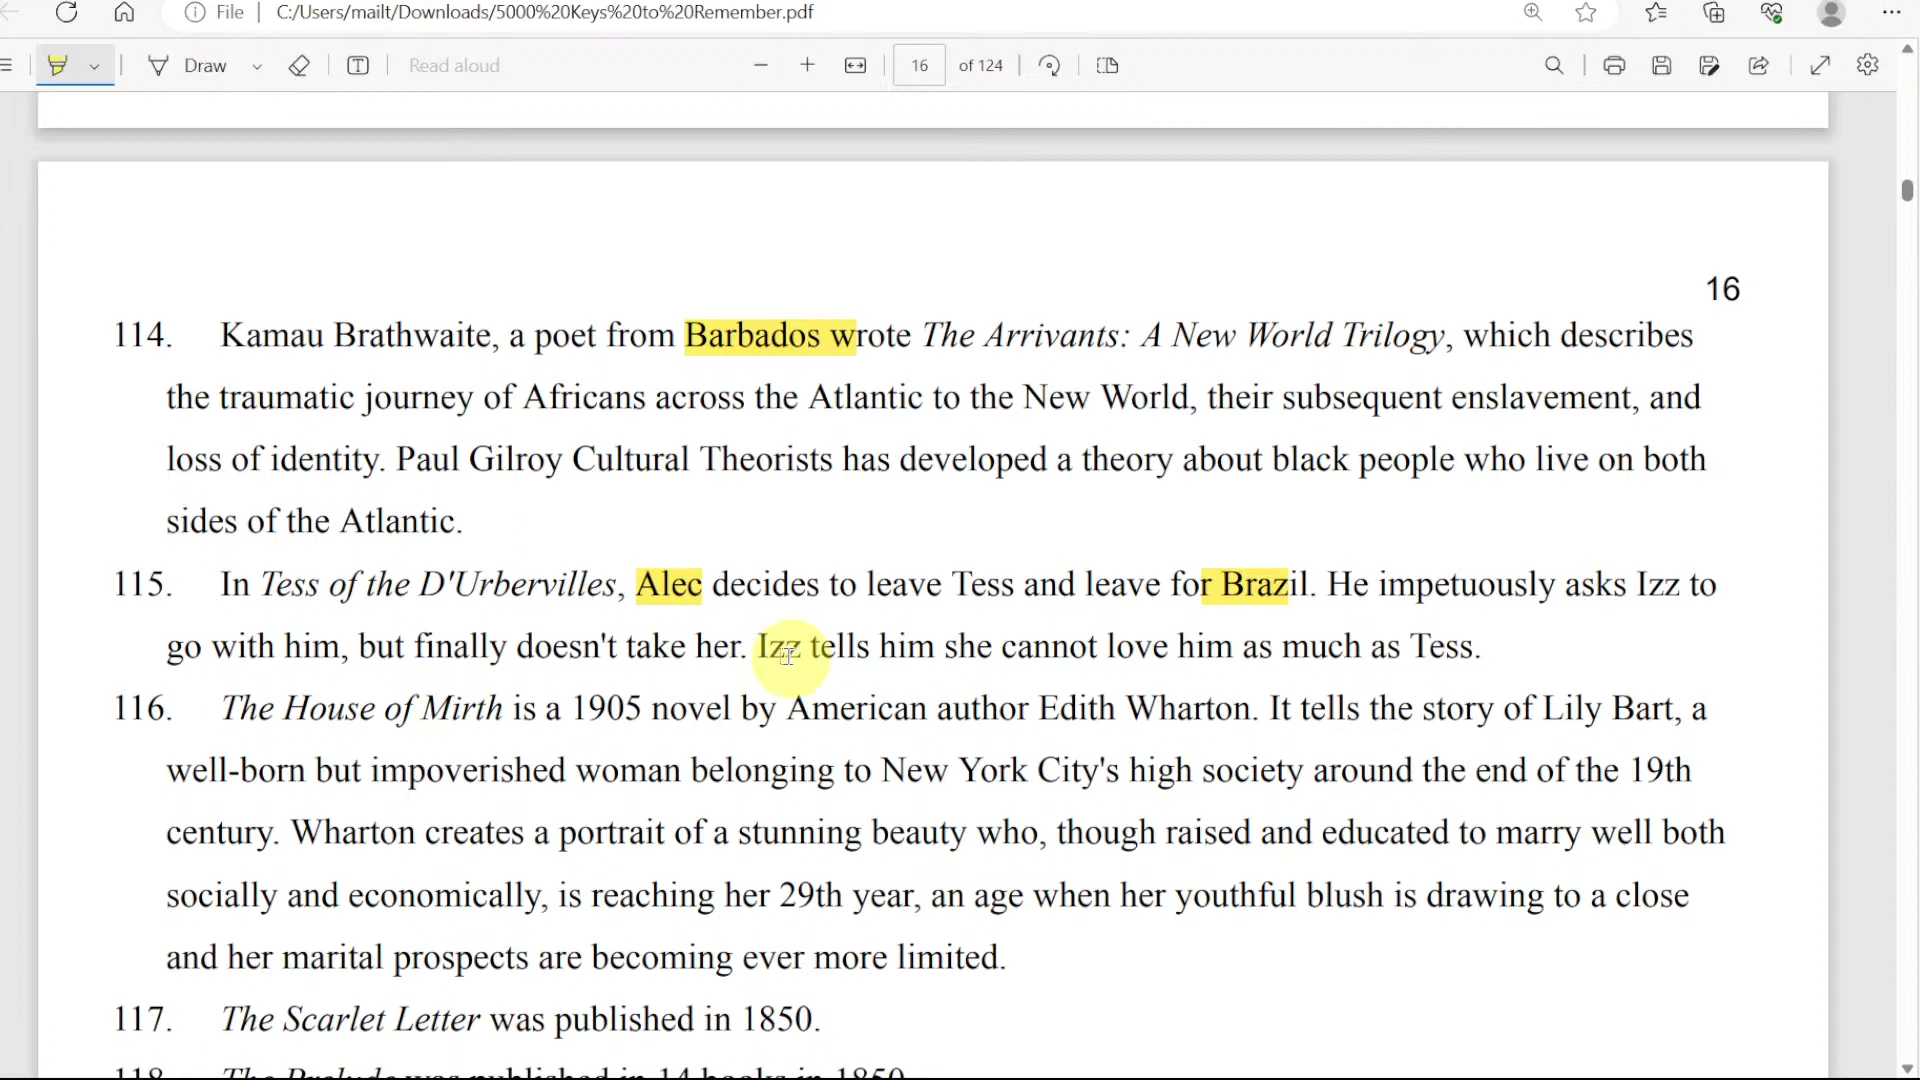 File C:/Users/mailt/Downloads/5000%20Keys%20to%20Remember.pdf
Draw Read aloud 16 of 124
16
114. Kamau Brathwaite, a poet from Barbados wrote The Arrivants: A New World Trilogy, which describes
the traumatic journey of Africans across the Atlantic to the New World, their subsequent enslavement, and
loss of identity. Paul Gilroy Cultural Theorists has developed a theory about black people who live on both
sides of the Atlantic.
115. In Tess of the D'Urbervilles, Alec decides to leave Tess and leave for Brazil. He impetuously asks Izz to
go with him, but finally doesn't take her. Izz tells him she cannot love him as much as Tess.
116. The House of Mirth is a 1905 novel by American author Edith Wharton. It tells the story of Lily Bart, a
well-born but impoverished woman belonging to New York City's high society around the end of the 19th
century. Wharton creates a portrait of a stunning beauty who, though raised and educated to marry well both
socially and economically, is reaching her 29th year, an age when her youthful blush is drawing to a close
and her marital prospects are becoming ever more limited.
117. The Scarlet Letter was published in 1850.
118. The Prelude was published in 14 books in 1850.